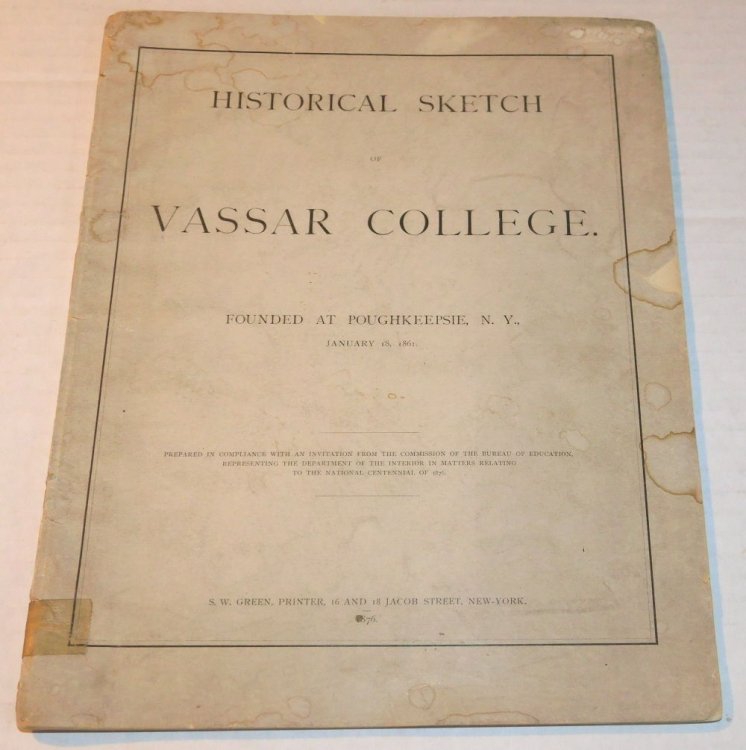 HISTORICAL SKETCH
OF
VASSAR COLLEGE.
FOUNDED AT POUGHKEEPSIE, N. Y.,
JANUARY 18, 1861.
PREPARED IN COMPLIANCE WITH AN INVITATION FROM THE COMMISSION OF THE BUREAU OF EDUCATION,
REPRESENTING THE DEPARTMENT OF THE INTERIOR IN MATTERS RELATING
TO THE NATIONAL CENTENNIAL OF 1876.
S. W. GREEN, PRINTER, 16 AND 18 JACOB STREET, NEW-YORK.
1876.